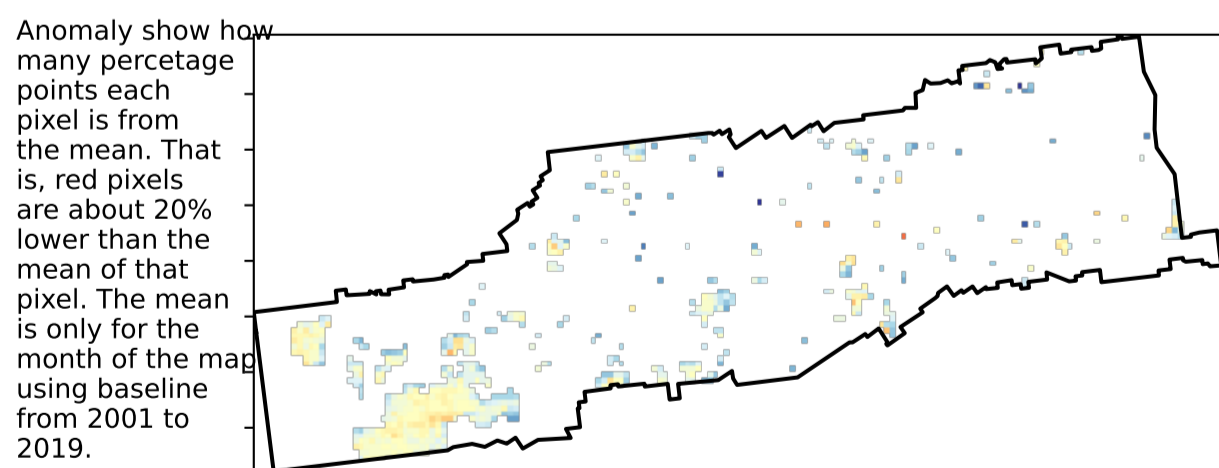 Anomaly show how
many percetage
points each
pixel is from
the mean. That
is, red pixels
are about 20%
lower than the
mean of that
pixel. The mean
is only for the
month of the map
using baseline
from 2001 to
2019.